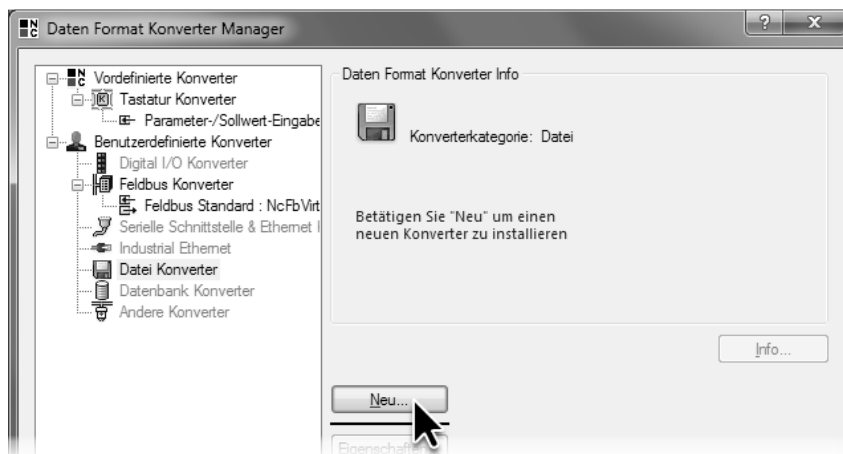 Daten Format Konverter Manager
Vordefinierte Konverter
Tastatur Konverter
Parameter-/Sollwert-Eingabe
Benutzerdefinierte Konverter
Digital I/O Konverter
Feldbus Konverter
Feldbus Standard : NcFbVirt
Serielle Schnittstelle & Ethernet I
Industrial Ethernet
Datei Konverter
Datenbank Konverter
Andere Konverter
Daten Format Konverter Info
Konverterkategorie: Datei
Betätigen Sie "Neu" um einen
neuen Konverter zu installieren
Info...
Neu...
Eigenschaften